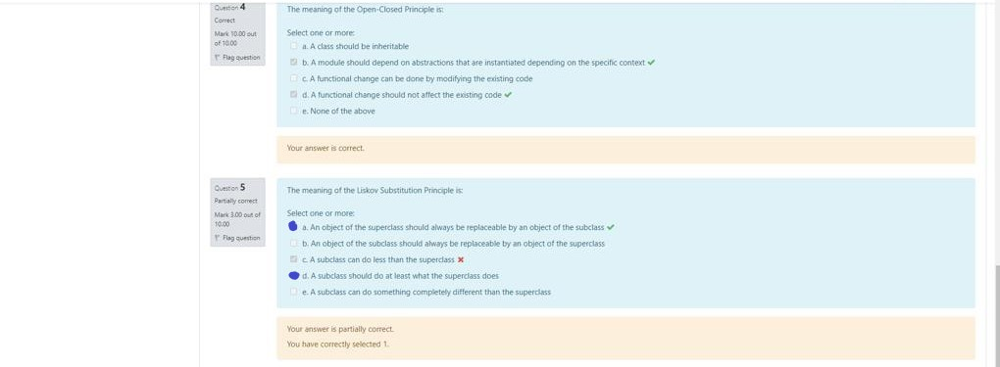 Question 4
Correct
Mark 10.00 out
of 10.00
Flag question
The meaning of the Open-Closed Principle is:
Select one or more:
a. A class should be inheritable
b. A module should depend on abstractions that are instantiated depending on the specific context
c. A functional change can be done by modifying the existing code
d. A functional change should not affect the existing code
e. None of the above
Your answer is correct.
Question 5
Partially correct
Mark 3.00 out of
10.00
Flag question
The meaning of the Liskov Substitution Principle is:
Select one or more:
a. An object of the superclass should always be replaceable by an object of the subclass
b. An object of the subclass should always be replaceable by an object of the superclass
c. A subclass can do less than the superclass
d. A subclass should do at least what the superclass does
e. A subclass can do something completely different than the superclass
Your answer is partially correct.
You have correctly selected 1.